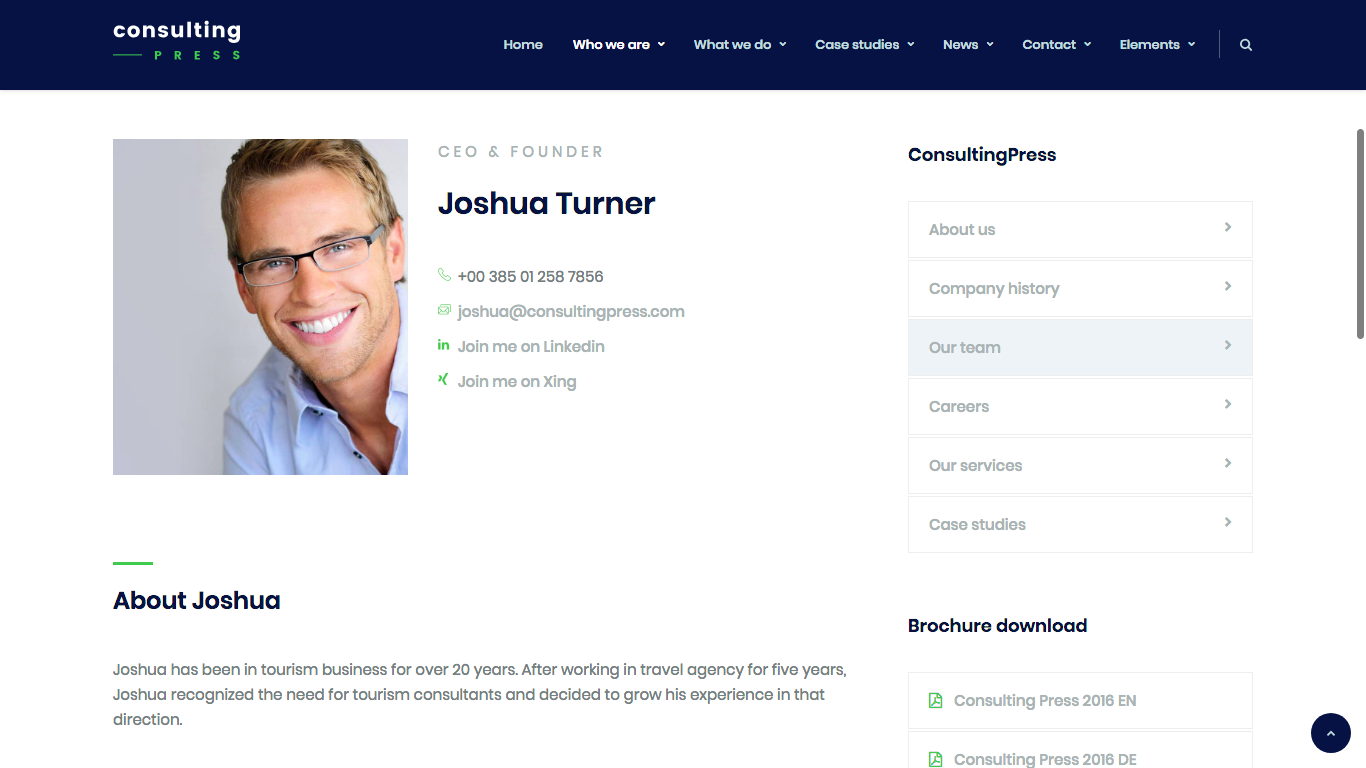 consulting
PRESS
Home
Who we are
What we do
Case studies
News
Contact
Elements
CEO & FOUNDER
Joshua Turner
+00 385 01 258 7856
joshua@consultingpress.com
Join me on Linkedin
Join me on Xing
About Joshua
Joshua has been in tourism business for over 20 years. After working in travel agency for five years,
Joshua recognized the need for tourism consultants and decided to grow his experience in that
direction.
ConsultingPress
About us
Company history
Our team
Careers
Our services
Case studies
Brochure download
Consulting Press 2016 EN
Consulting Press 2016 DE